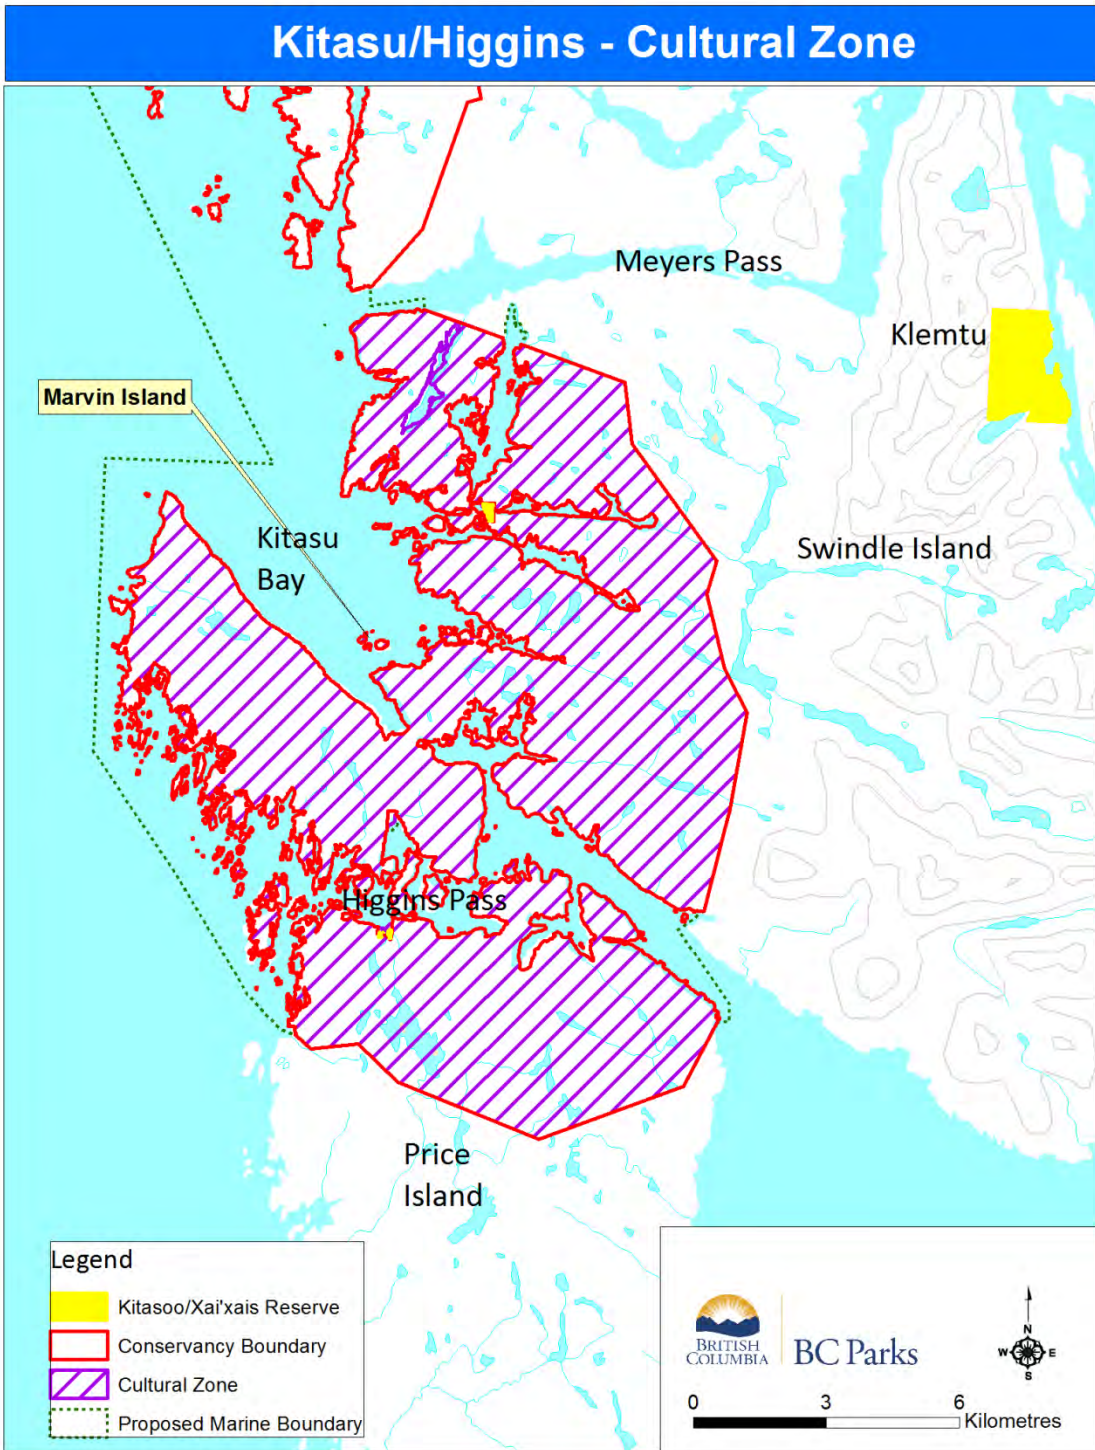 Kitasu/Higgins - Cultural Zone
Meyers Pass
Klemtu
Marvin Island
Kitasu
Bay
Swindle Island
Higgins Pass
Price
Island
Legend
Kitasoo/Xai'xais Reserve
Conservancy Boundary
Cultural Zone
Proposed Marine Boundary
BRITISH
COLUMBIA
BC Parks
N
W E
S
0 3 6
Kilometres